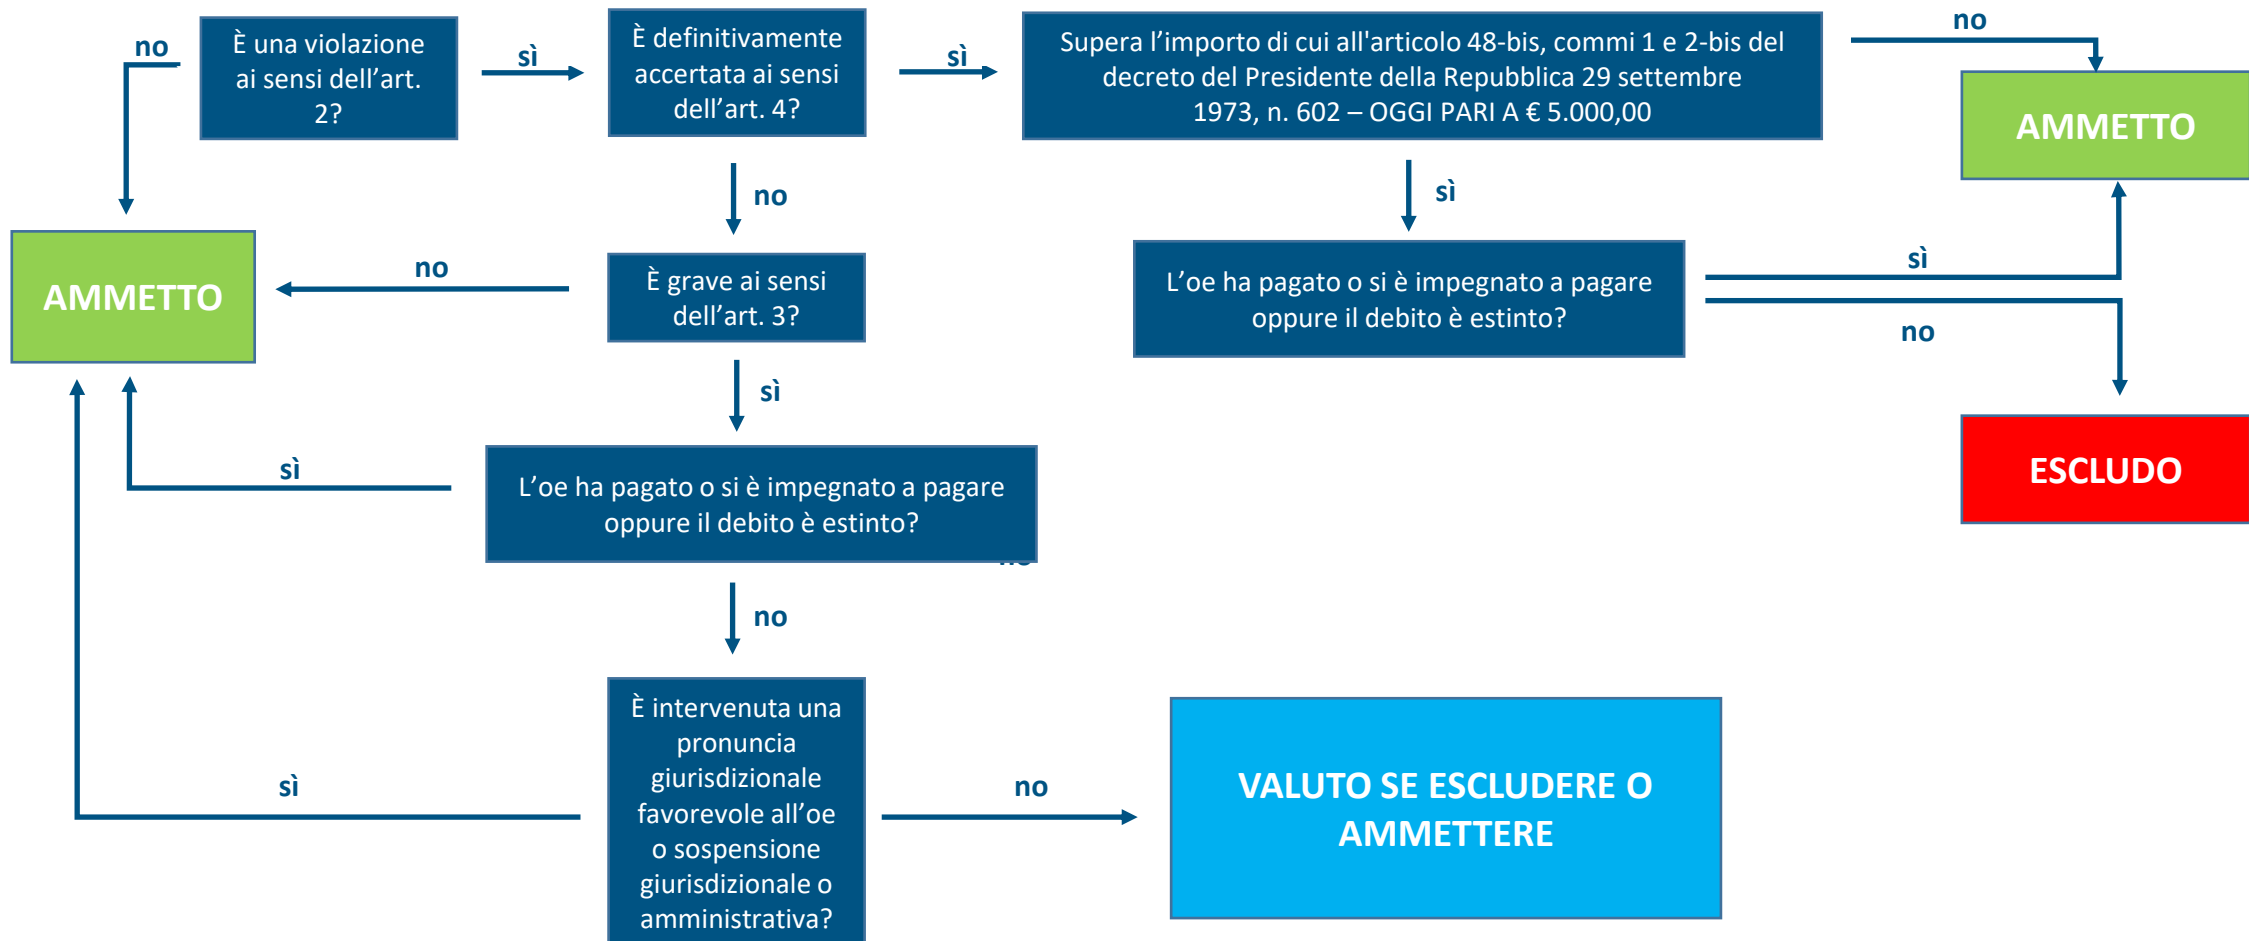 no
È una violazione
ai sensi dell’art.
2?
sì
È definitivamente
accertata ai sensi
dell’art. 4?
sì
Supera l’importo di cui all'articolo 48-bis, commi 1 e 2-bis del
decreto del Presidente della Repubblica 29 settembre
1973, n. 602 – OGGI PARI A € 5.000,00
no
AMMETTO
no
sì
AMMETTO
no
È grave ai sensi
dell’art. 3?
L’oe ha pagato o si è impegnato a pagare
oppure il debito è estinto?
sì
no
sì
ESCLUDO
sì
L’oe ha pagato o si è impegnato a pagare
oppure il debito è estinto?
no
È intervenuta una
pronuncia
giurisdizionale
favorevole all’oe
o sospensione
giurisdizionale o
amministrativa?
sì
no
VALUTO SE ESCLUDERE O
AMMETTERE